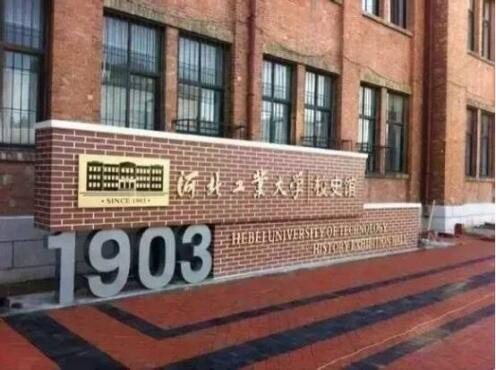 河北工业大学校史馆
· SINCE 1903 ·
HEBEI UNIVERSITY OF TECHNOLOGY
HISTORY EXHIBITION HALL
1903